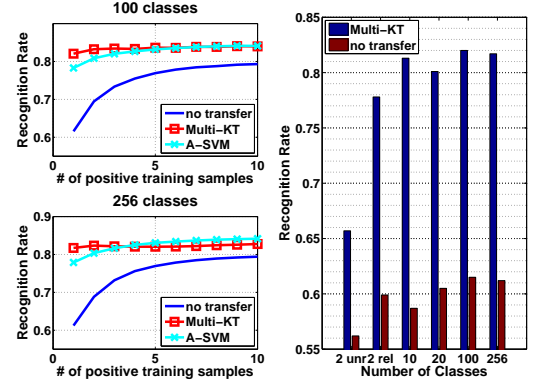 100 classes
Recognition Rate
0.9
0.8
0.7
0.6
no transfer
Multi−KT
A−SVM
0 5 10
# of positive training samples
256 classes
Recognition Rate
0.9
0.8
0.7
0.6
no transfer
Multi−KT
A−SVM
0 5 10
# of positive training samples
Recognition Rate
0.85
0.8
0.75
0.7
0.65
0.6
0.55
Multi−KT
no transfer
2 unr 2 rel 10 20 100 256
Number of Classes